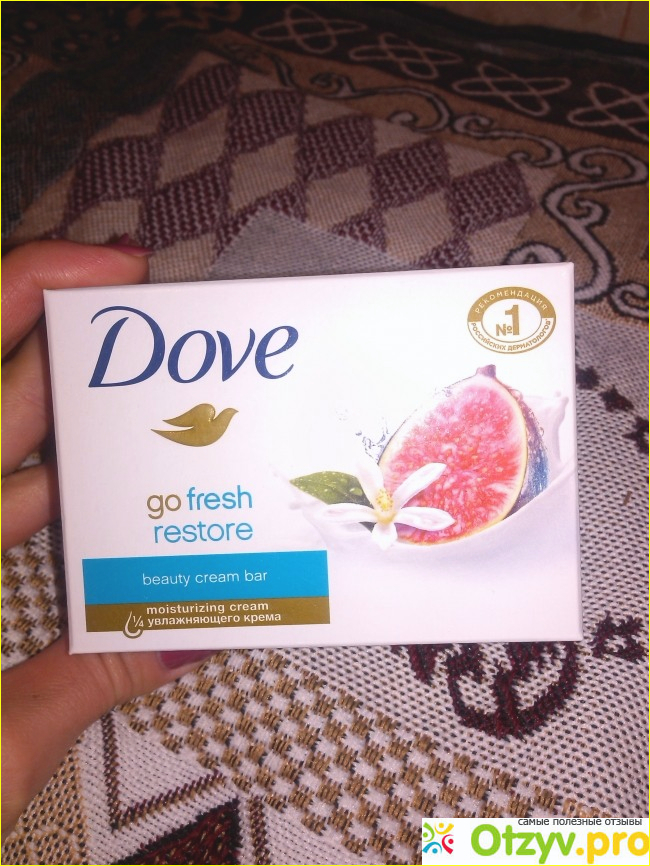 Dove
РЕКОМЕНДАЦИЯ
№1
РОССИЙСКИХ ДЕРМАТОЛОГОВ
go fresh
restore
beauty cream bar
moisturizing cream
¼ увлажняющего крема
самые полезные отзывы
Otzyv.pro